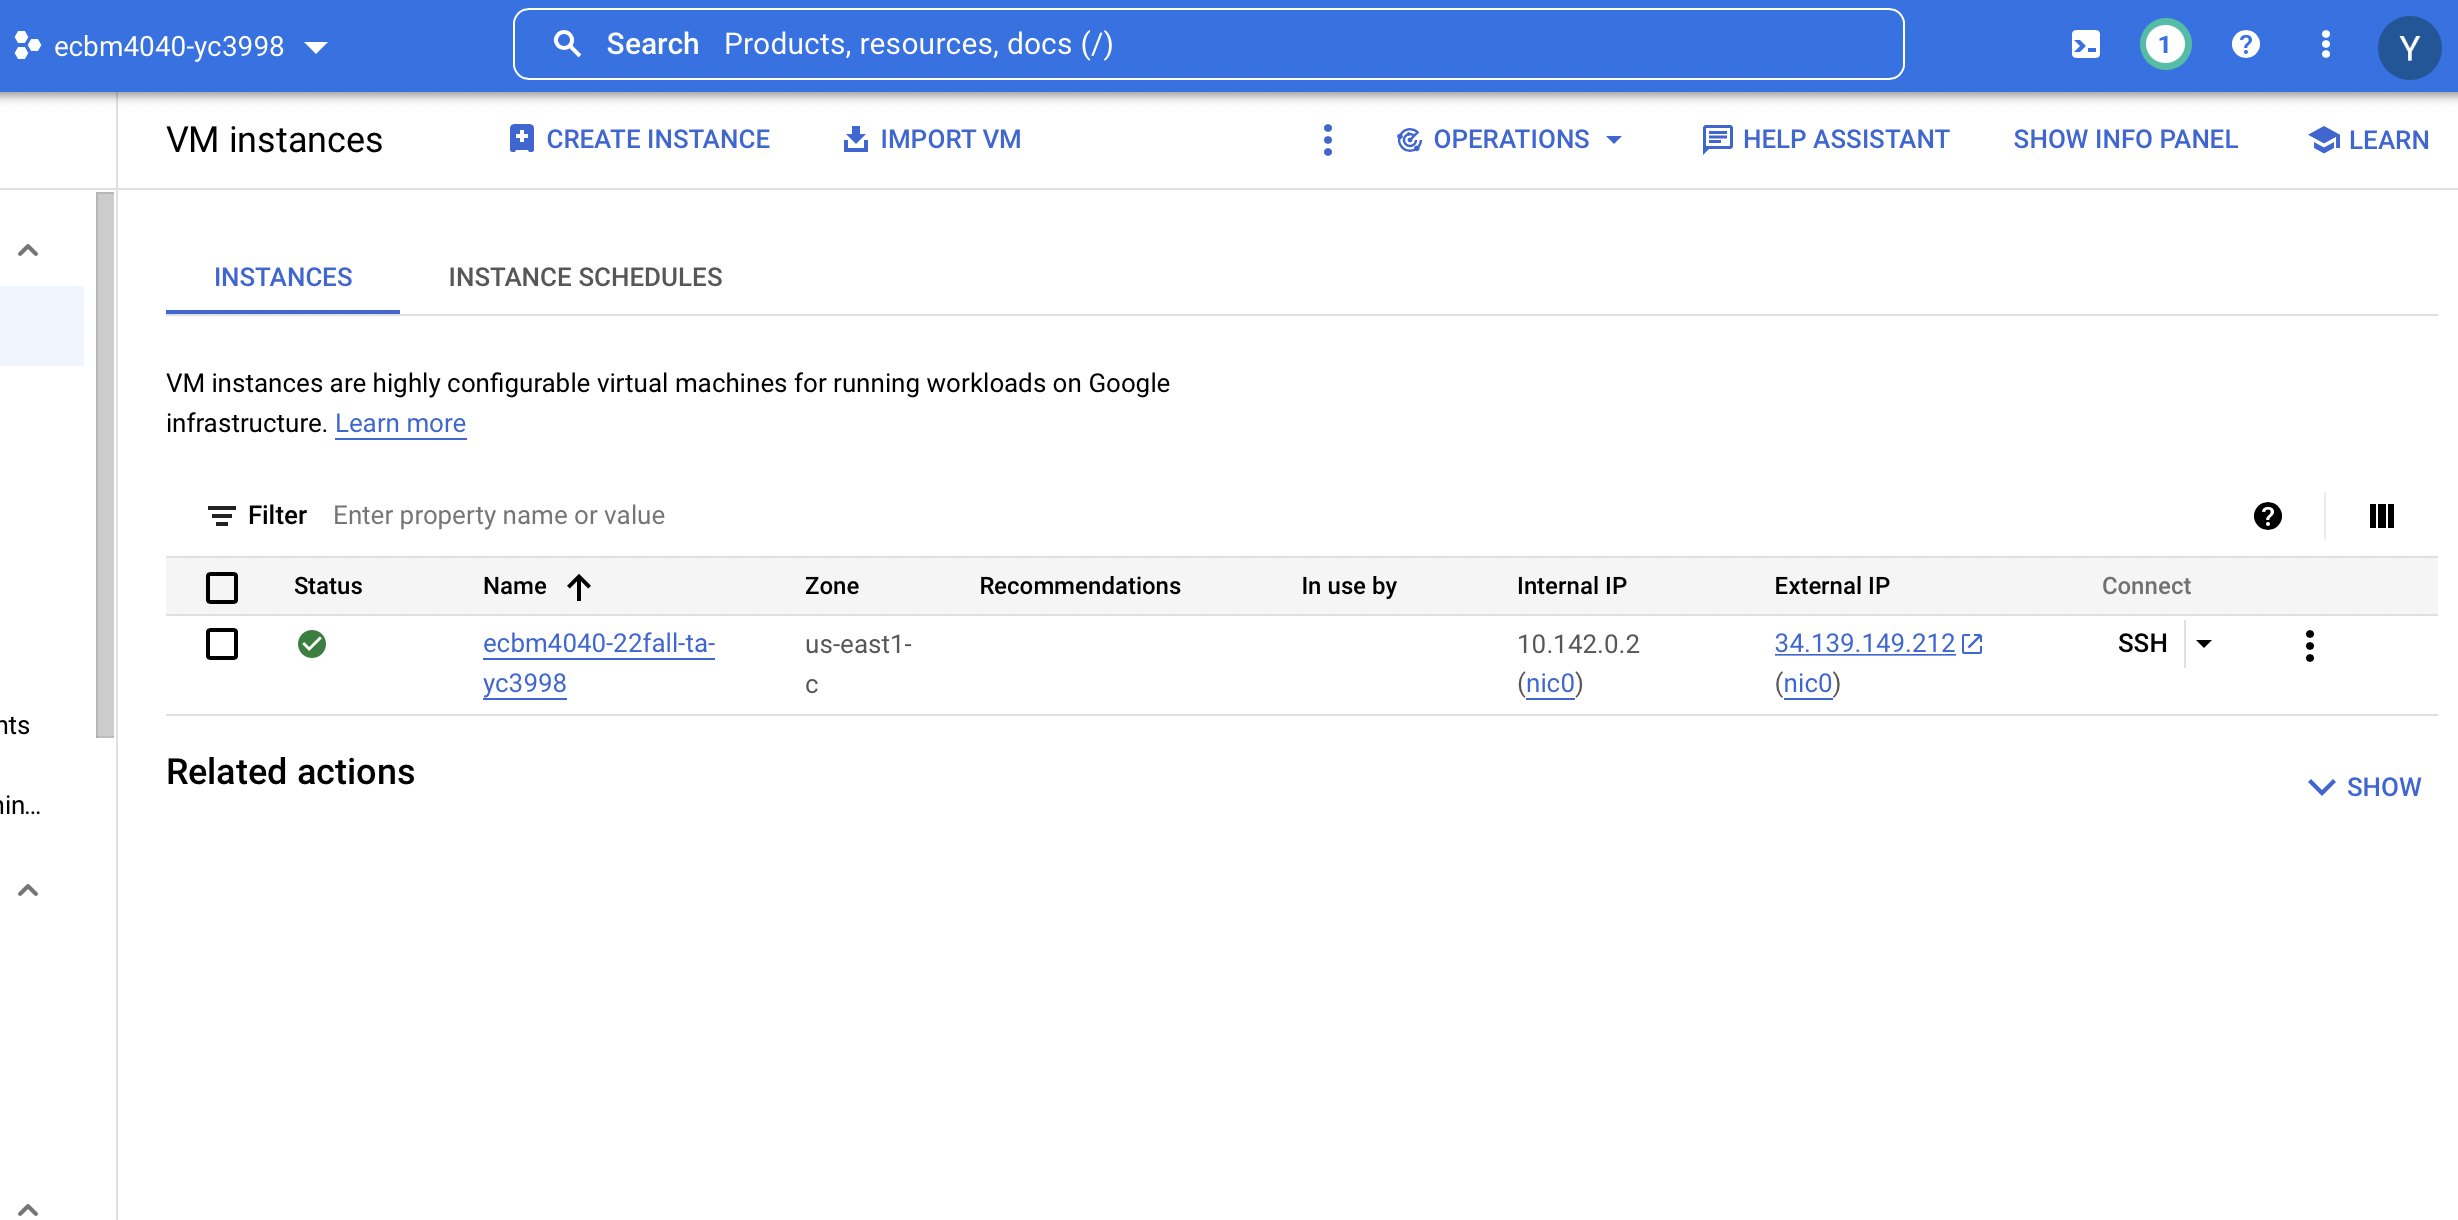 ecbm4040-yc3998
Search Products, resources, docs (/)
1
?
Y
VM instances
CREATE INSTANCE
IMPORT VM
OPERATIONS
HELP ASSISTANT
SHOW INFO PANEL
LEARN
INSTANCES
INSTANCE SCHEDULES
VM instances are highly configurable virtual machines for running workloads on Google
infrastructure. Learn more
Filter Enter property name or value
?
Status Name Zone Recommendations In use by Internal IP External IP Connect
ecbm4040-22fall-ta- us-east1- 10.142.0.2 34.139.149.212 SSH
yc3998 c (nic0) (nic0)
nts
Related actions
SHOW